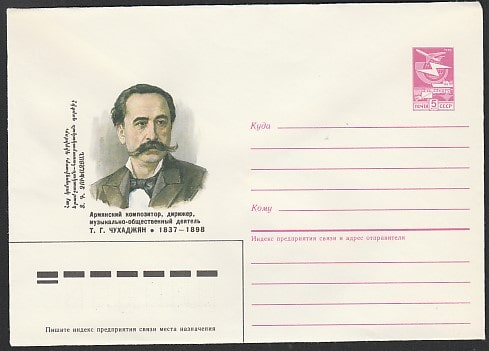 ПОЧТА 5 СССР
Армянский композитор, дирижер,
музыкально-общественный деятель
Т. Г. ЧУХАДЖЯН • 1837—1898
Куда
Кому
Индекс предприятия связи и адрес отправителя
Пишите индекс предприятия связи места назначения